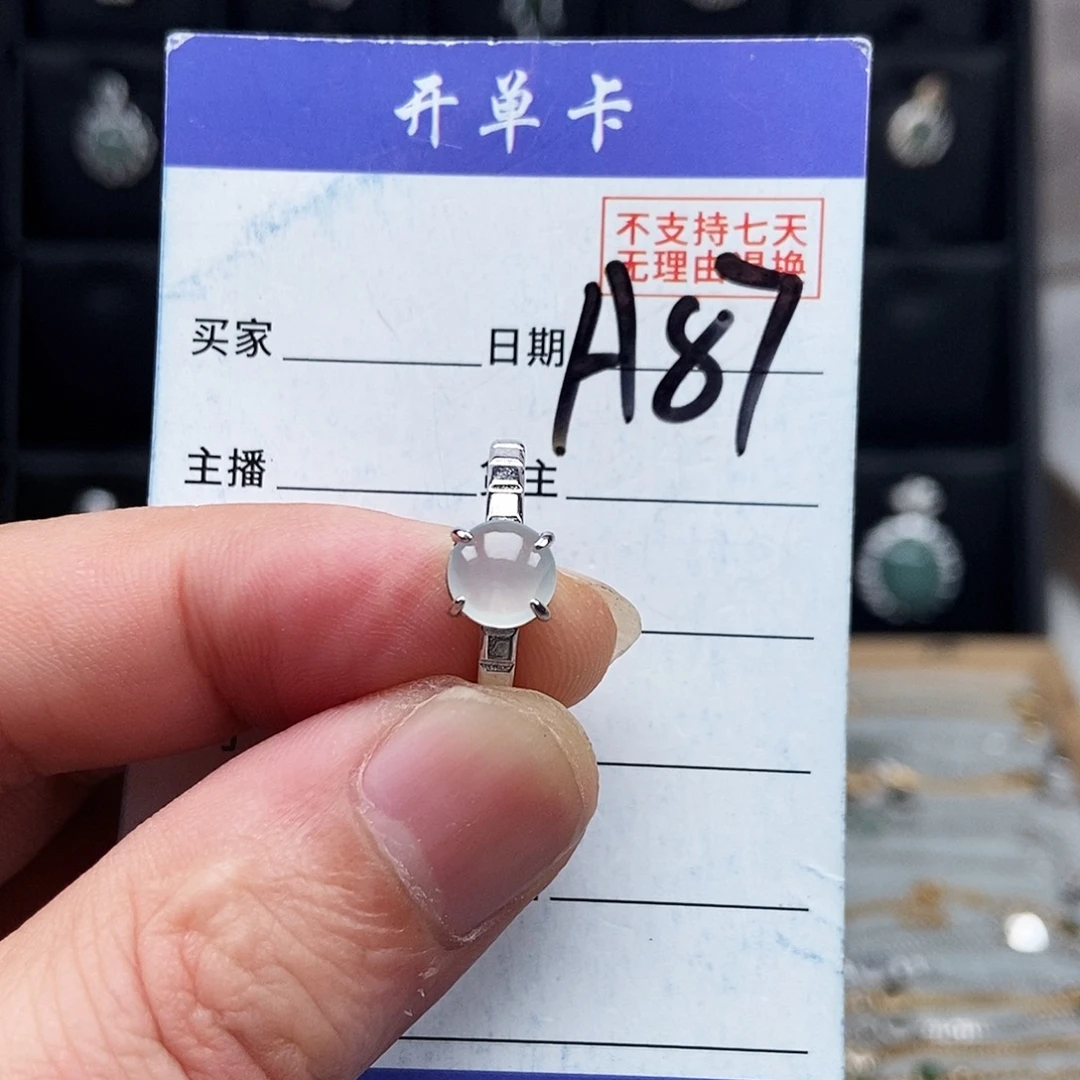 开单卡
不支持七天
无理由退换
买家 日期
A87
主播 主